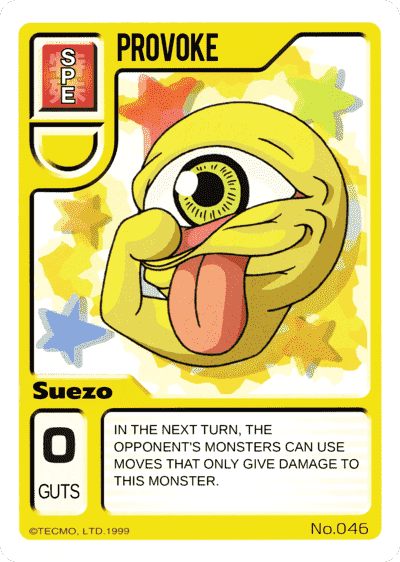 SPE
PROVOKE
Suezo
0
GUTS
IN THE NEXT TURN, THE
OPPONENT'S MONSTERS CAN USE
MOVES THAT ONLY GIVE DAMAGE TO
THIS MONSTER.
©TECMO, LTD.1999
No.046